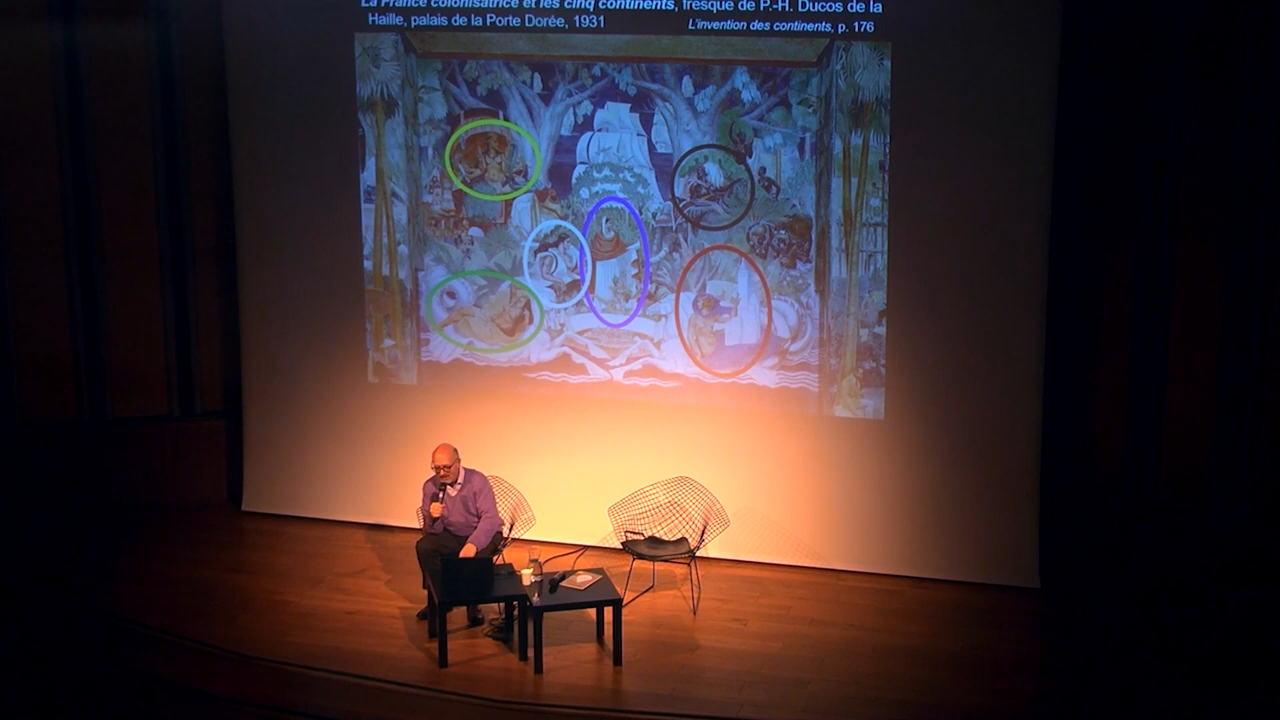 La France colonisatrice et les cinq continents, fresque de P.-H. Ducos de la
Haille, palais de la Porte Dorée, 1931
L'invention des continents, p. 176